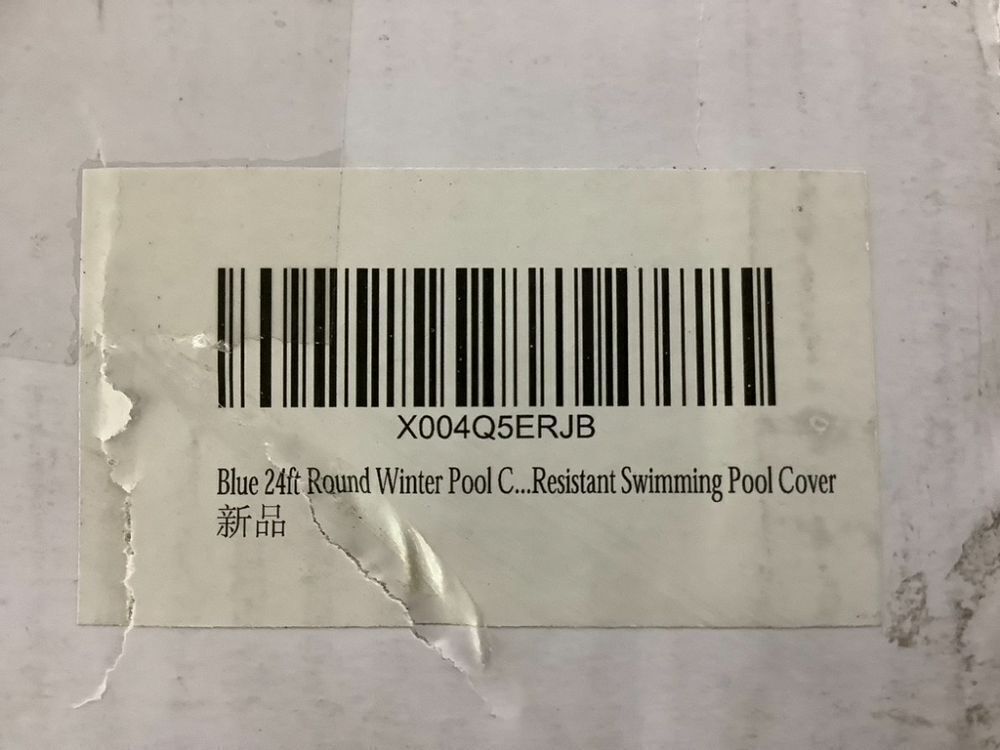 X004Q5ERJB
Blue 24ft Round Winter Pool C...Resistant Swimming Pool Cover
新品